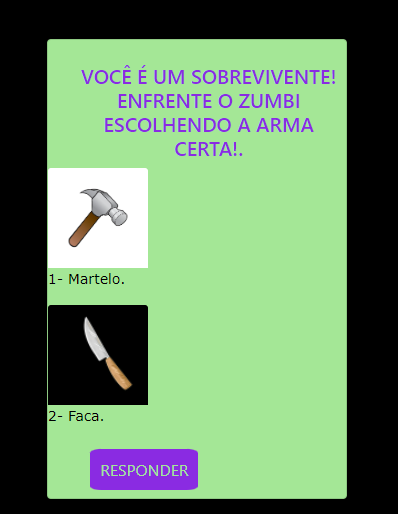 VOCÊ É UM SOBREVIVENTE!
ENFRENTE O ZUMBI
ESCOLHENDO A ARMA
CERTA!.
1- Martelo.
2- Faca.
RESPONDER